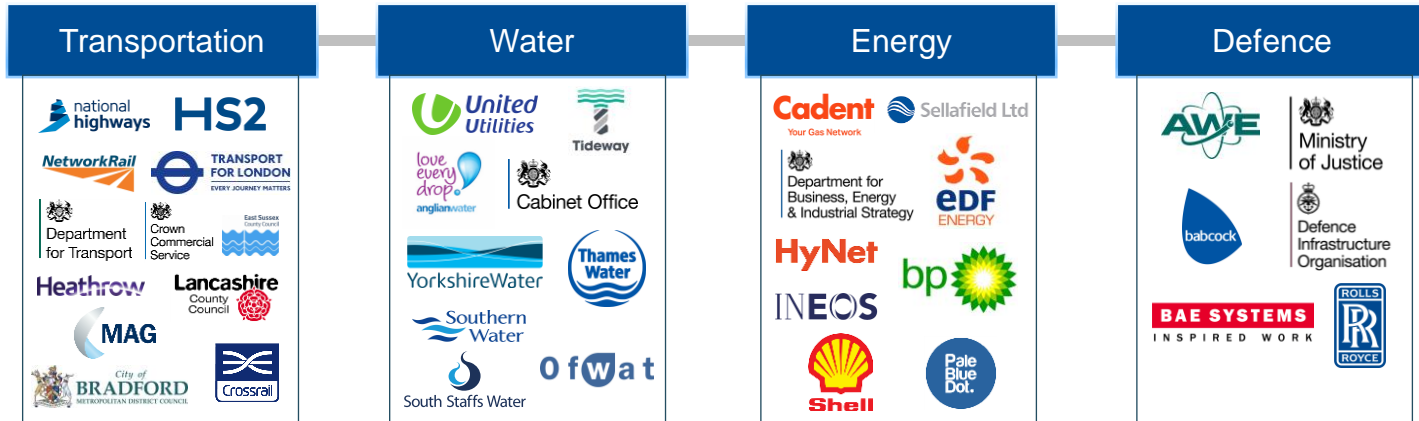 Transportation
national
highways
HS2
NetworkRail
TRANSPORT
FOR LONDON
EVERY JOURNEY MATTERS
Department
for Transport
Crown
Commercial
Service
East Sussex
County Council
Heathrow
Lancashire
County
Council
MAG
City of
BRADFORD
METROPOLITAN DISTRICT COUNCIL
Crossrail
Water
United
Utilities
Tideway
love
every
drop.
anglianwater
Cabinet Office
YorkshireWater
Thames
Water
Southern
Water
South Staffs Water
Ofwat
Energy
Cadent
Your Gas Network
Sellafield Ltd
Department for
Business, Energy
& Industrial Strategy
eDF
ENERGY
HyNet
bp
INEOS
Shell
Pale
Blue
Dot.
Defence
AWE
Ministry
of Justice
babcock
Defence
Infrastructure
Organisation
BAE SYSTEMS
INSPIRED WORK
ROLLS
RR
ROYCE